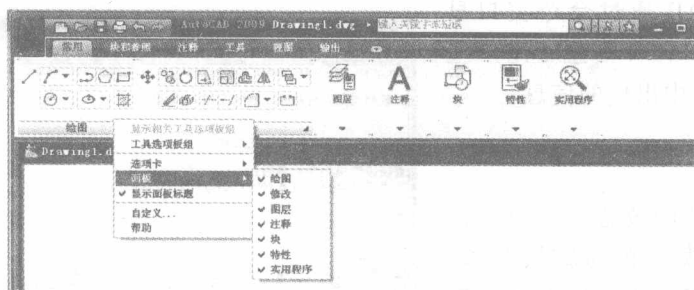 AutoCAD 2009 Drawing1.dwg 键入关键字或短语
常用 块和参照 注释 工具 视图 输出
图层 注释 块 特性 实用程序
绘图
Drawing1.d
显示相关工具选项板组
工具选项板组
选项卡
面板
显示面板标题
自定义...
帮助
绘图
修改
图层
注释
块
特性
实用程序